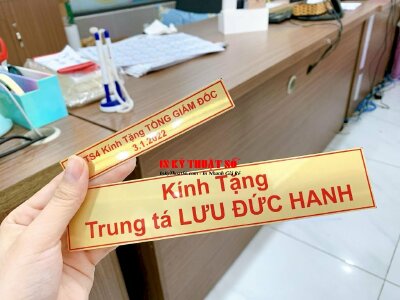 TS4 Kính Tặng TỔNG GIÁM ĐỐC
3.1.2022
IN KỸ THUẬT SỐ
Kính Tặng
Trung tá LƯU ĐỨC HẠNH